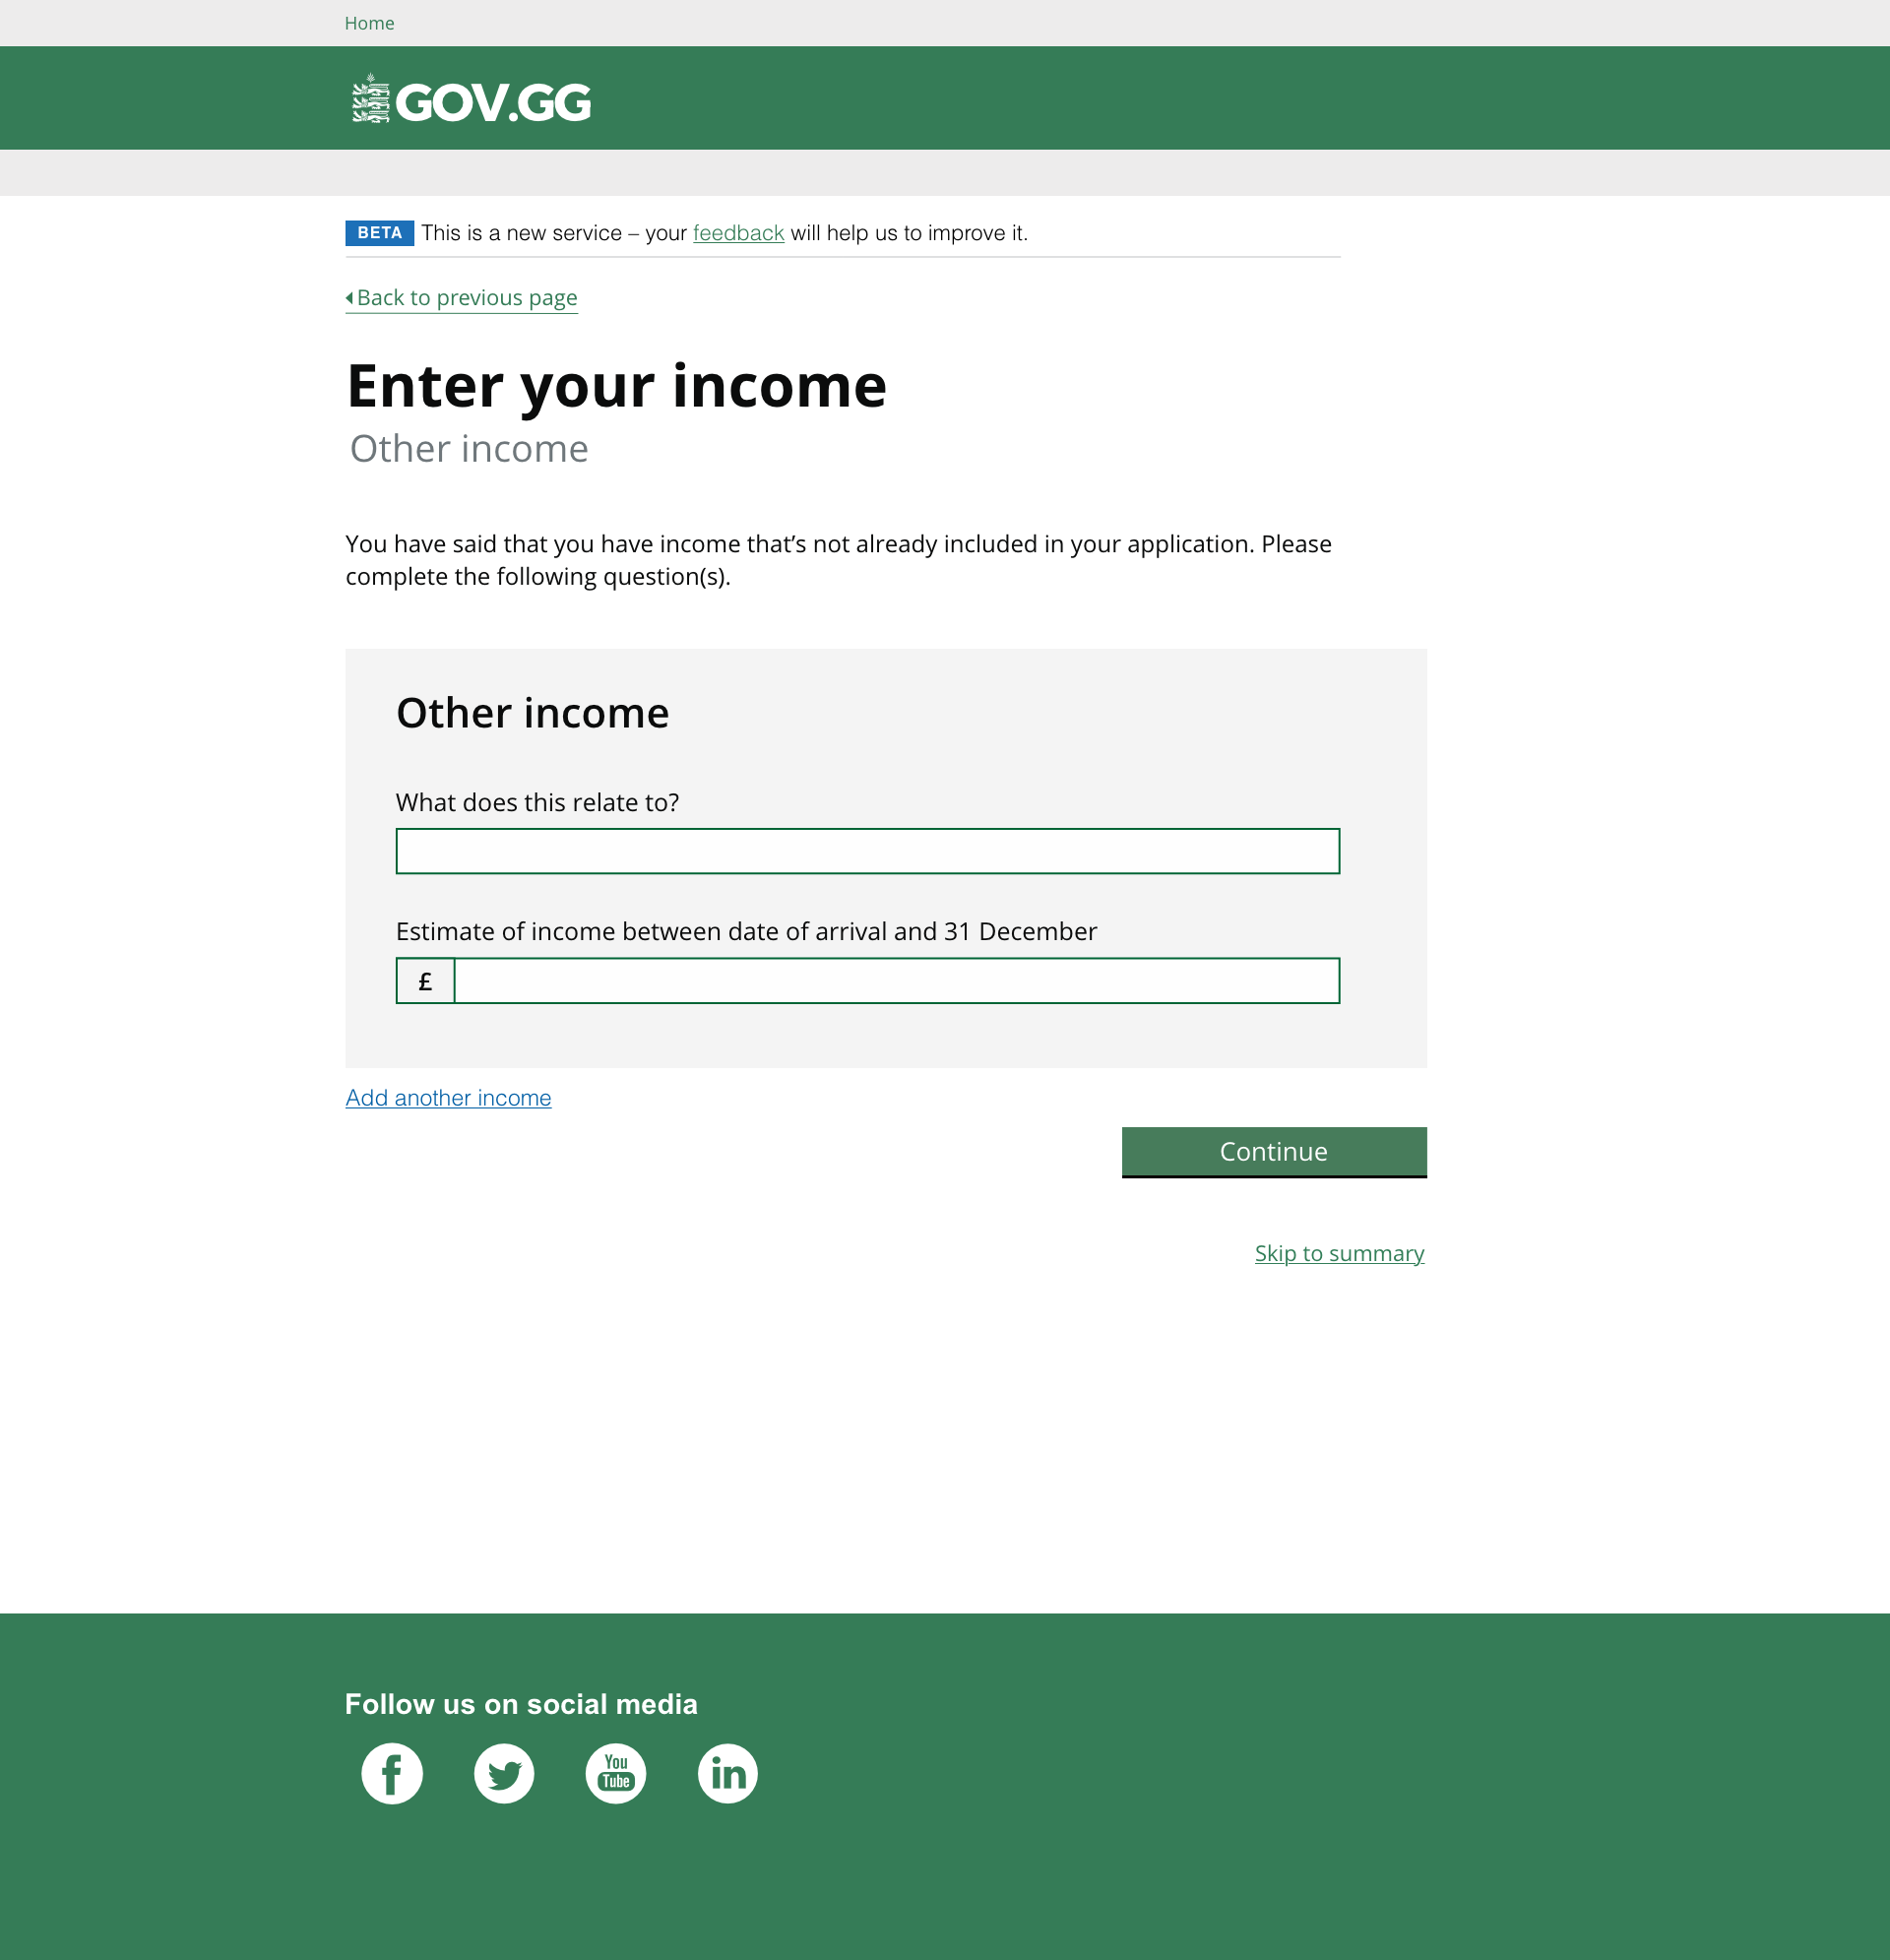 Home
GOV.GG
BETA This is a new service – your feedback will help us to improve it.
Back to previous page
Enter your income
Other income
You have said that you have income that’s not already included in your application. Please
complete the following question(s).
Other income
What does this relate to?
Estimate of income between date of arrival and 31 December
£
Add another income
Continue
Skip to summary
Follow us on social media
You
Tube
in